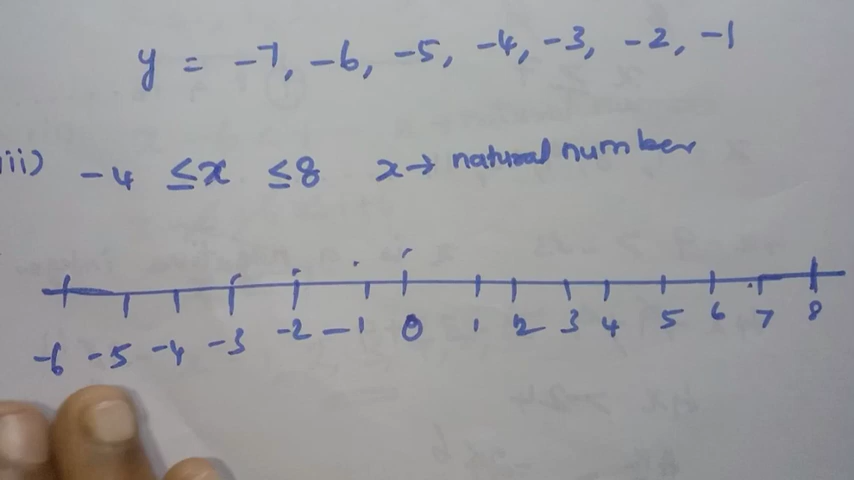 y = -7, -6, -5, -4, -3, -2, -1
iii) -4 ≤x ≤8 x→ natural number
-6 -5 -4 -3 -2 -1 0 1 2 3 4 5 6 7 8